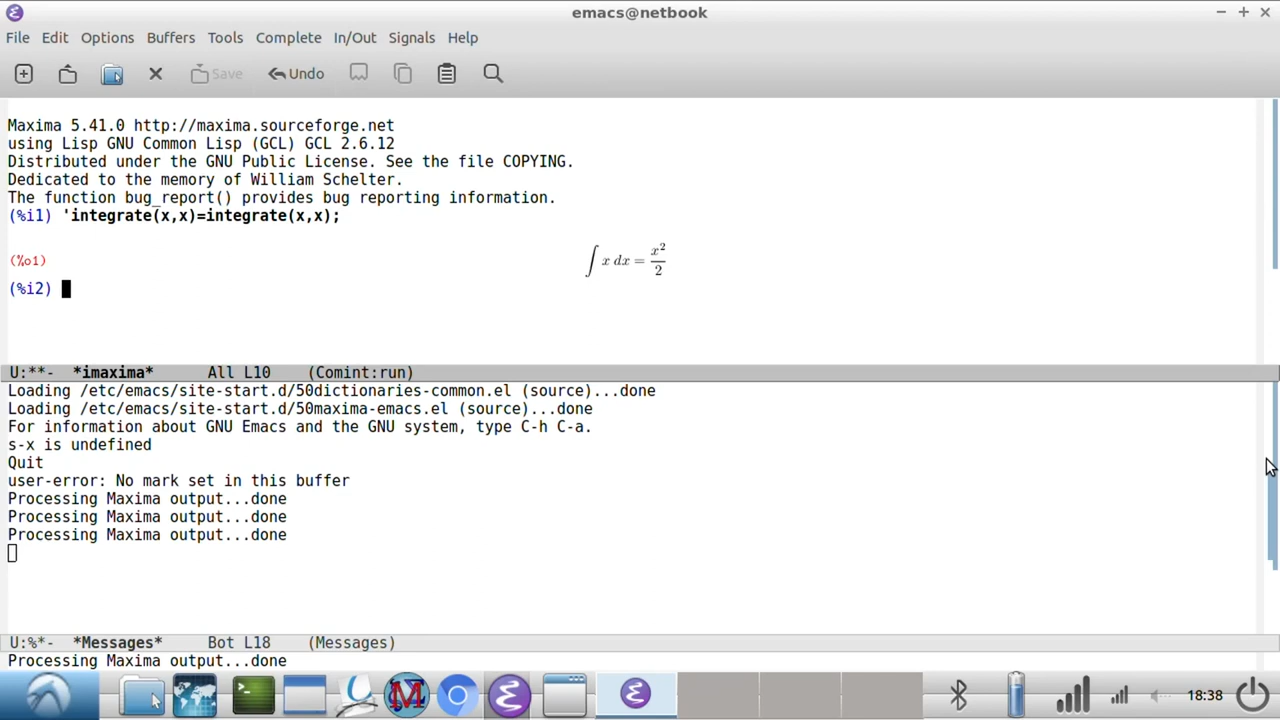 emacs@netbook
File Edit Options Buffers Tools Complete In/Out Signals Help
Save Undo
Maxima 5.41.0 http://maxima.sourceforge.net
using Lisp GNU Common Lisp (GCL) GCL 2.6.12
Distributed under the GNU Public License. See the file COPYING.
Dedicated to the memory of William Schelter.
The function bug_report() provides bug reporting information.
(%i1) 'integrate(x,x)=integrate(x,x);
(%o1) ∫ x dx = x²/2
(%i2)
U:**- *imaxima* All L10 (Comint:run)
Loading /etc/emacs/site-start.d/50dictionaries-common.el (source)...done
Loading /etc/emacs/site-start.d/50maxima-emacs.el (source)...done
For information about GNU Emacs and the GNU system, type C-h C-a.
s-x is undefined
Quit
user-error: No mark set in this buffer
Processing Maxima output...done
Processing Maxima output...done
Processing Maxima output...done
U:%*- *Messages* Bot L18 (Messages)
Processing Maxima output...done
18:38